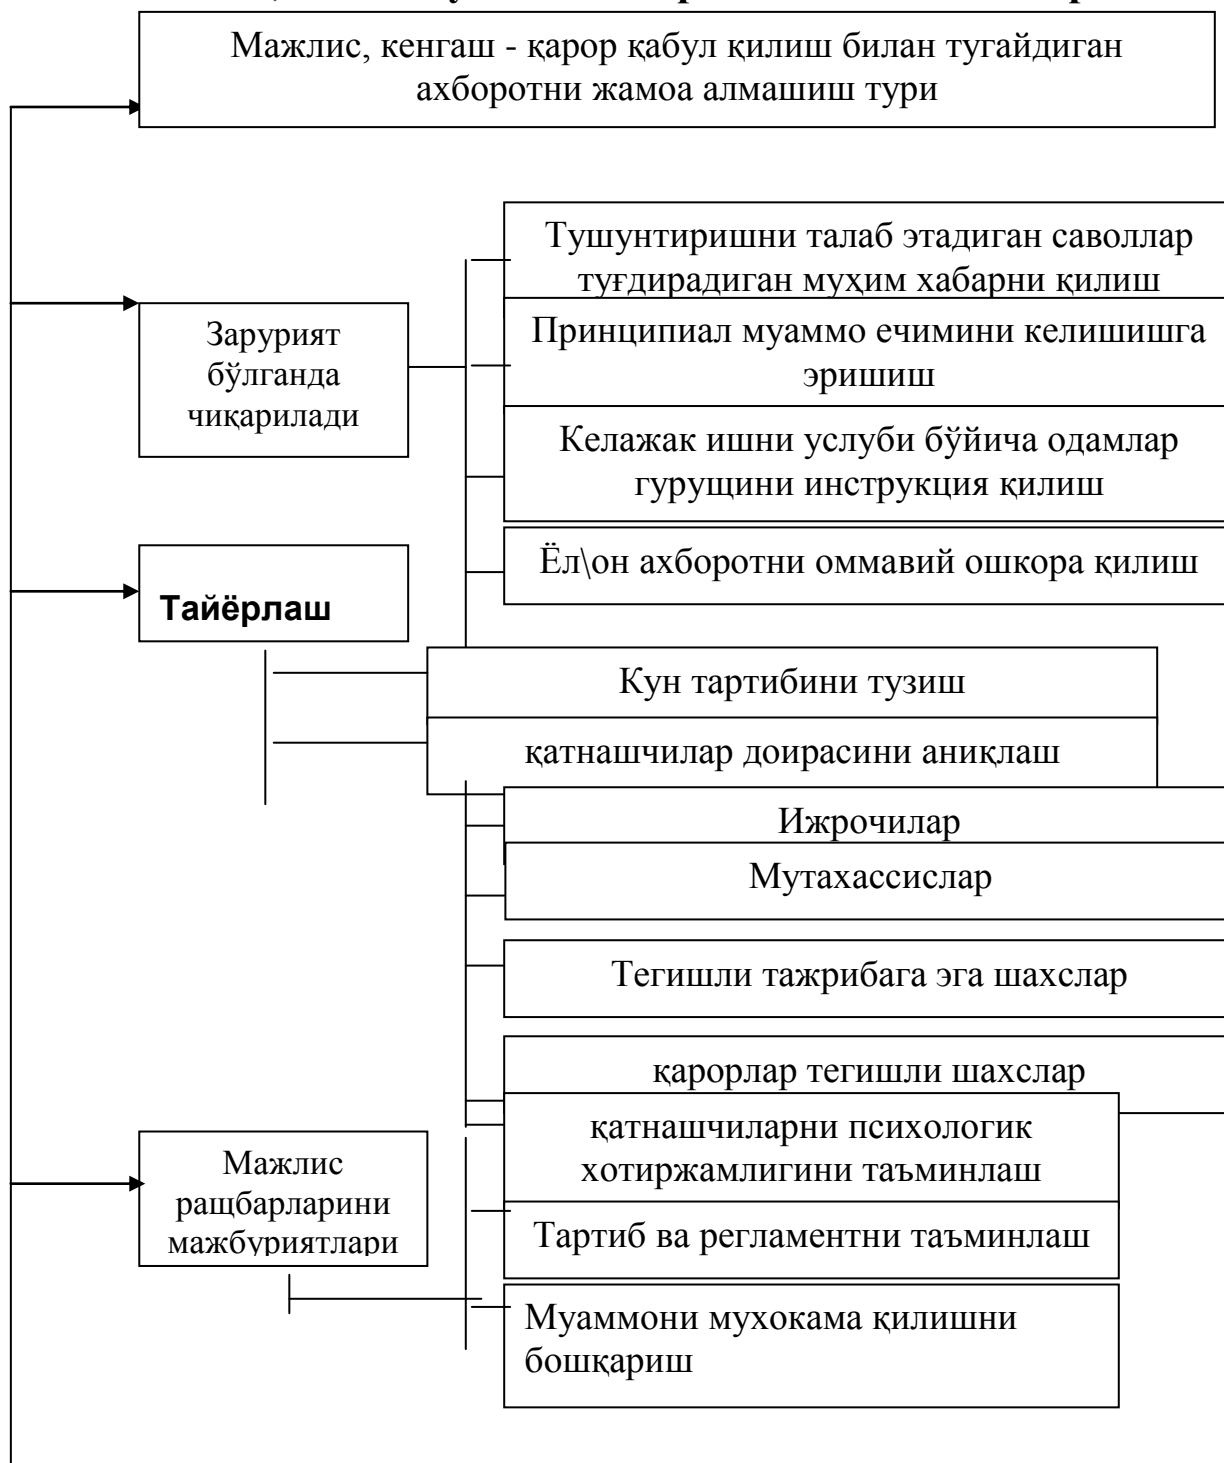 Мажлис, кенгаш - қарор қабул қилиш билан тугайдиган
ахборотни жамоа алмашиш тури
Тушунтиришни талаб этадиган саволлар
туғдирадиган муҳим хабарни қилиш
Зарурият
бўлганда
чиқарилади
Принципиал муаммо ечимини келишишга
эришиш
Келажак ишни услуби бўйича одамлар
гурущини инструкция қилиш
Ёл\он ахборотни оммавий ошкора қилиш
Тайёрлаш
Кун тартибини тузиш
қатнашчилар доирасини аниқлаш
Ижрочилар
Мутахассислар
Тегишли тажрибага эга шахслар
қарорлар тегишли шахслар
Мажлис
ращбарларини
мажбуриятлари
қатнашчиларни психологик
хотиржамлигини таъминлаш
Тартиб ва регламентни таъминлаш
Муаммони мухокама қилишни
бошқариш